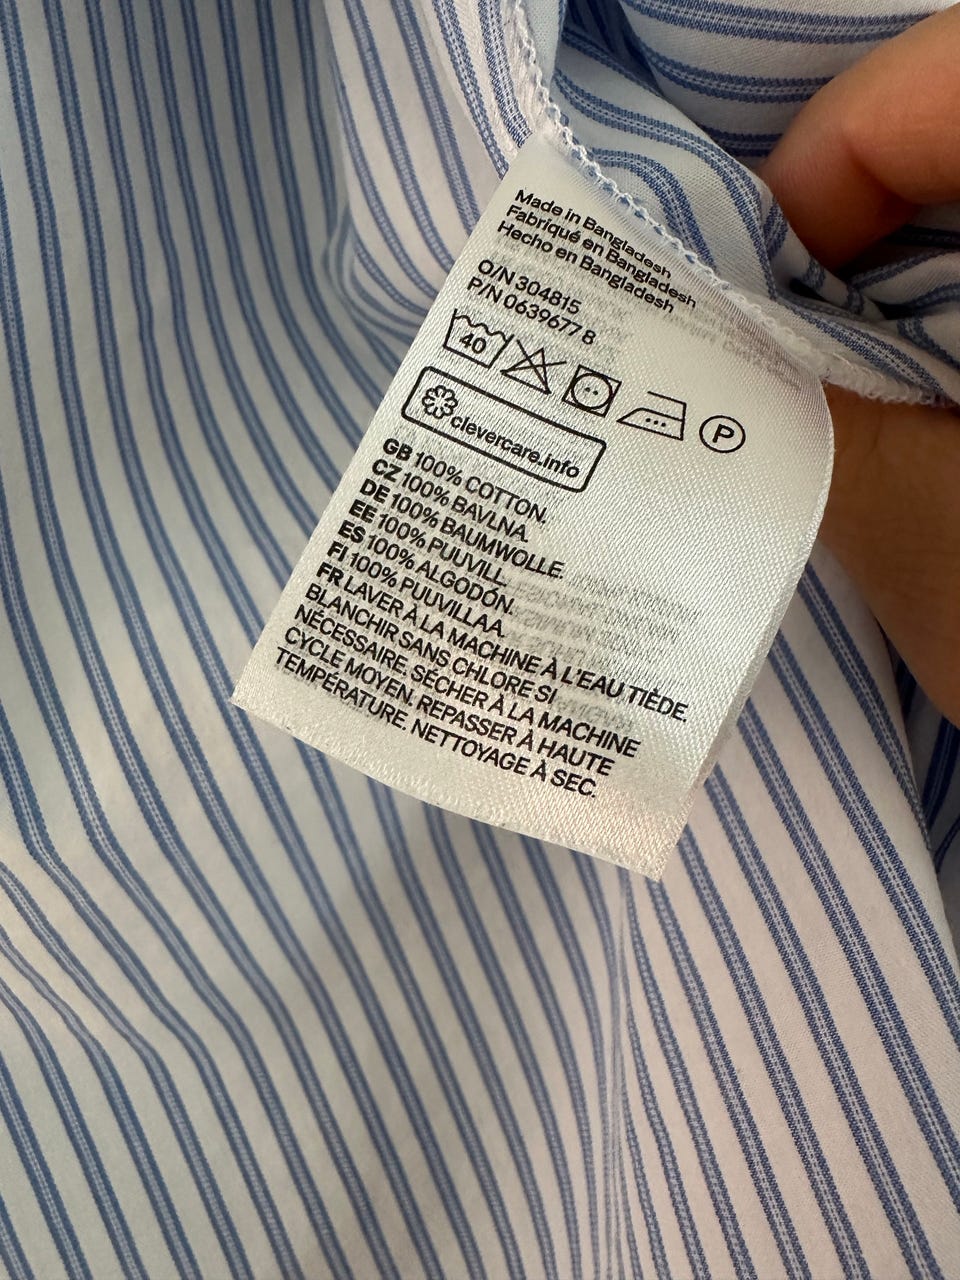 Made in Bangladesh
Fabriqué en Bangladesh
Hecho en Bangladesh
O/N 304815
P/N 0639677 8
40
P
clevercare.info
GB 100% COTTON.
CZ 100% BAVLNA.
DE 100% BAUMWOLLE.
EE 100% PUUVILL.
ES 100% ALGODÓN.
FI 100% PUUVILLAA.
FR LAVER À LA MACHINE À L'EAU TIÈDE.
BLANCHIR SANS CHLORE SI
NÉCESSAIRE. SÉCHER À LA MACHINE
CYCLE MOYEN. REPASSER À HAUTE
TEMPÉRATURE. NETTOYAGE À SEC.